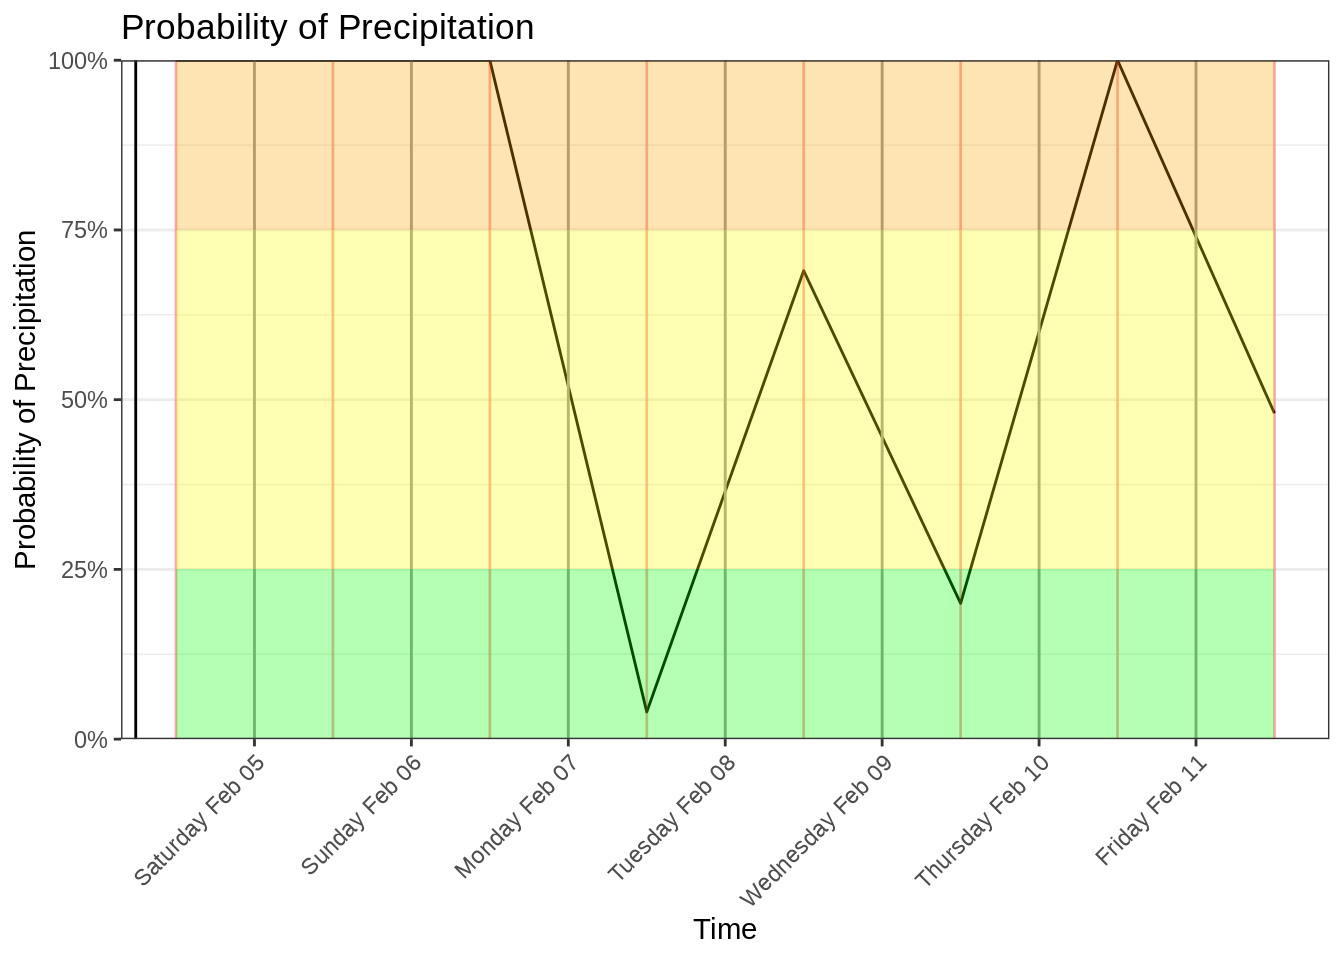 Probability of Precipitation
Probability of Precipitation
100%
75%
50%
25%
0%
Saturday Feb 05
Sunday Feb 06
Monday Feb 07
Tuesday Feb 08
Wednesday Feb 09
Thursday Feb 10
Friday Feb 11
Time